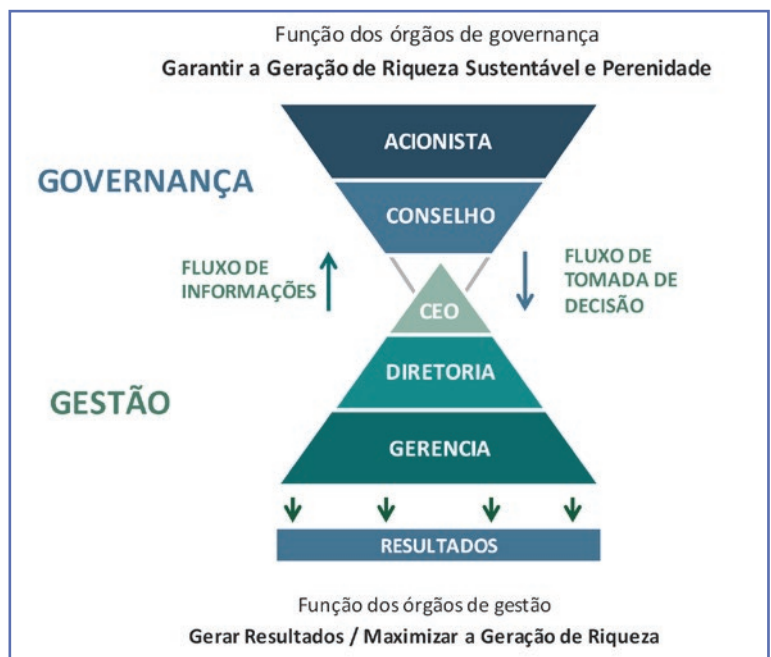 Função dos órgãos de governança
Garantir a Geração de Riqueza Sustentável e Perenidade
ACIONISTA
GOVERNANÇA
CONSELHO
FLUXO DE
INFORMAÇÕES
FLUXO DE
TOMADA DE
DECISÃO
CEO
DIRETORIA
GESTÃO
GERENCIA
RESULTADOS
Função dos órgãos de gestão
Gerar Resultados / Maximizar a Geração de Riqueza